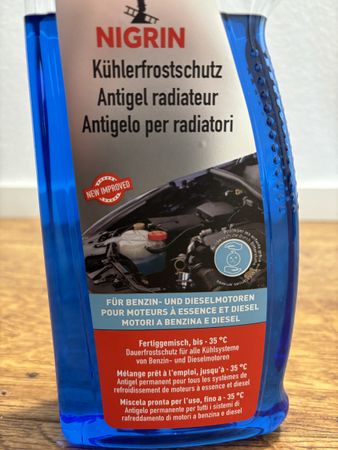 NIGRIN
Kühlerfrostschutz
Antigel radiateur
Antigelo per radiatori
NEW IMPROVED
FÜR BENZIN- UND DIESELMOTOREN
POUR MOTEURS À ESSENCE ET DIESEL
MOTORI A BENZINA E DIESEL
Fertiggemisch, bis - 35 °C
Dauerfrostschutz für alle Kühlsysteme
von Benzin- und Dieselmotoren
Mélange prêt à l'emploi, jusqu'à - 35 °C
Antigel permanent pour tous les systèmes de
refroidissement de moteurs à essence et diesel
Miscela pronta per l'uso, fino a - 35 °C
Antigelo permanente per tutti i sistemi di
rafreddamento di motori a benzina e diesel